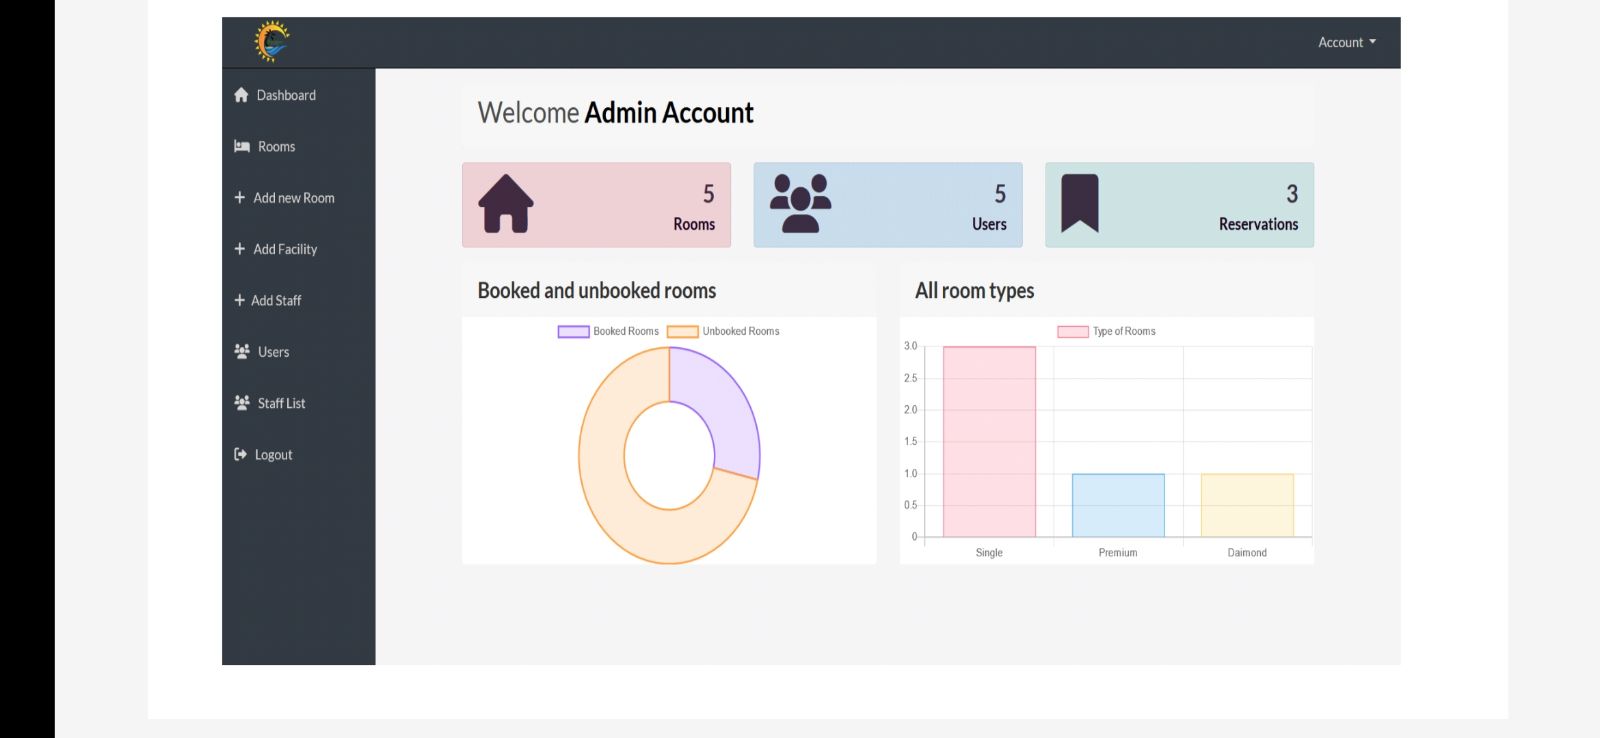 Account
Dashboard
Rooms
Add new Room
Add Facility
Add Staff
Users
Staff List
Logout
Welcome Admin Account
5
Rooms
5
Users
3
Reservations
Booked and unbooked rooms
Booked Rooms Unbooked Rooms
All room types
Type of Rooms
3.0
2.5
2.0
1.5
1.0
0.5
0
Single Premium Daimond